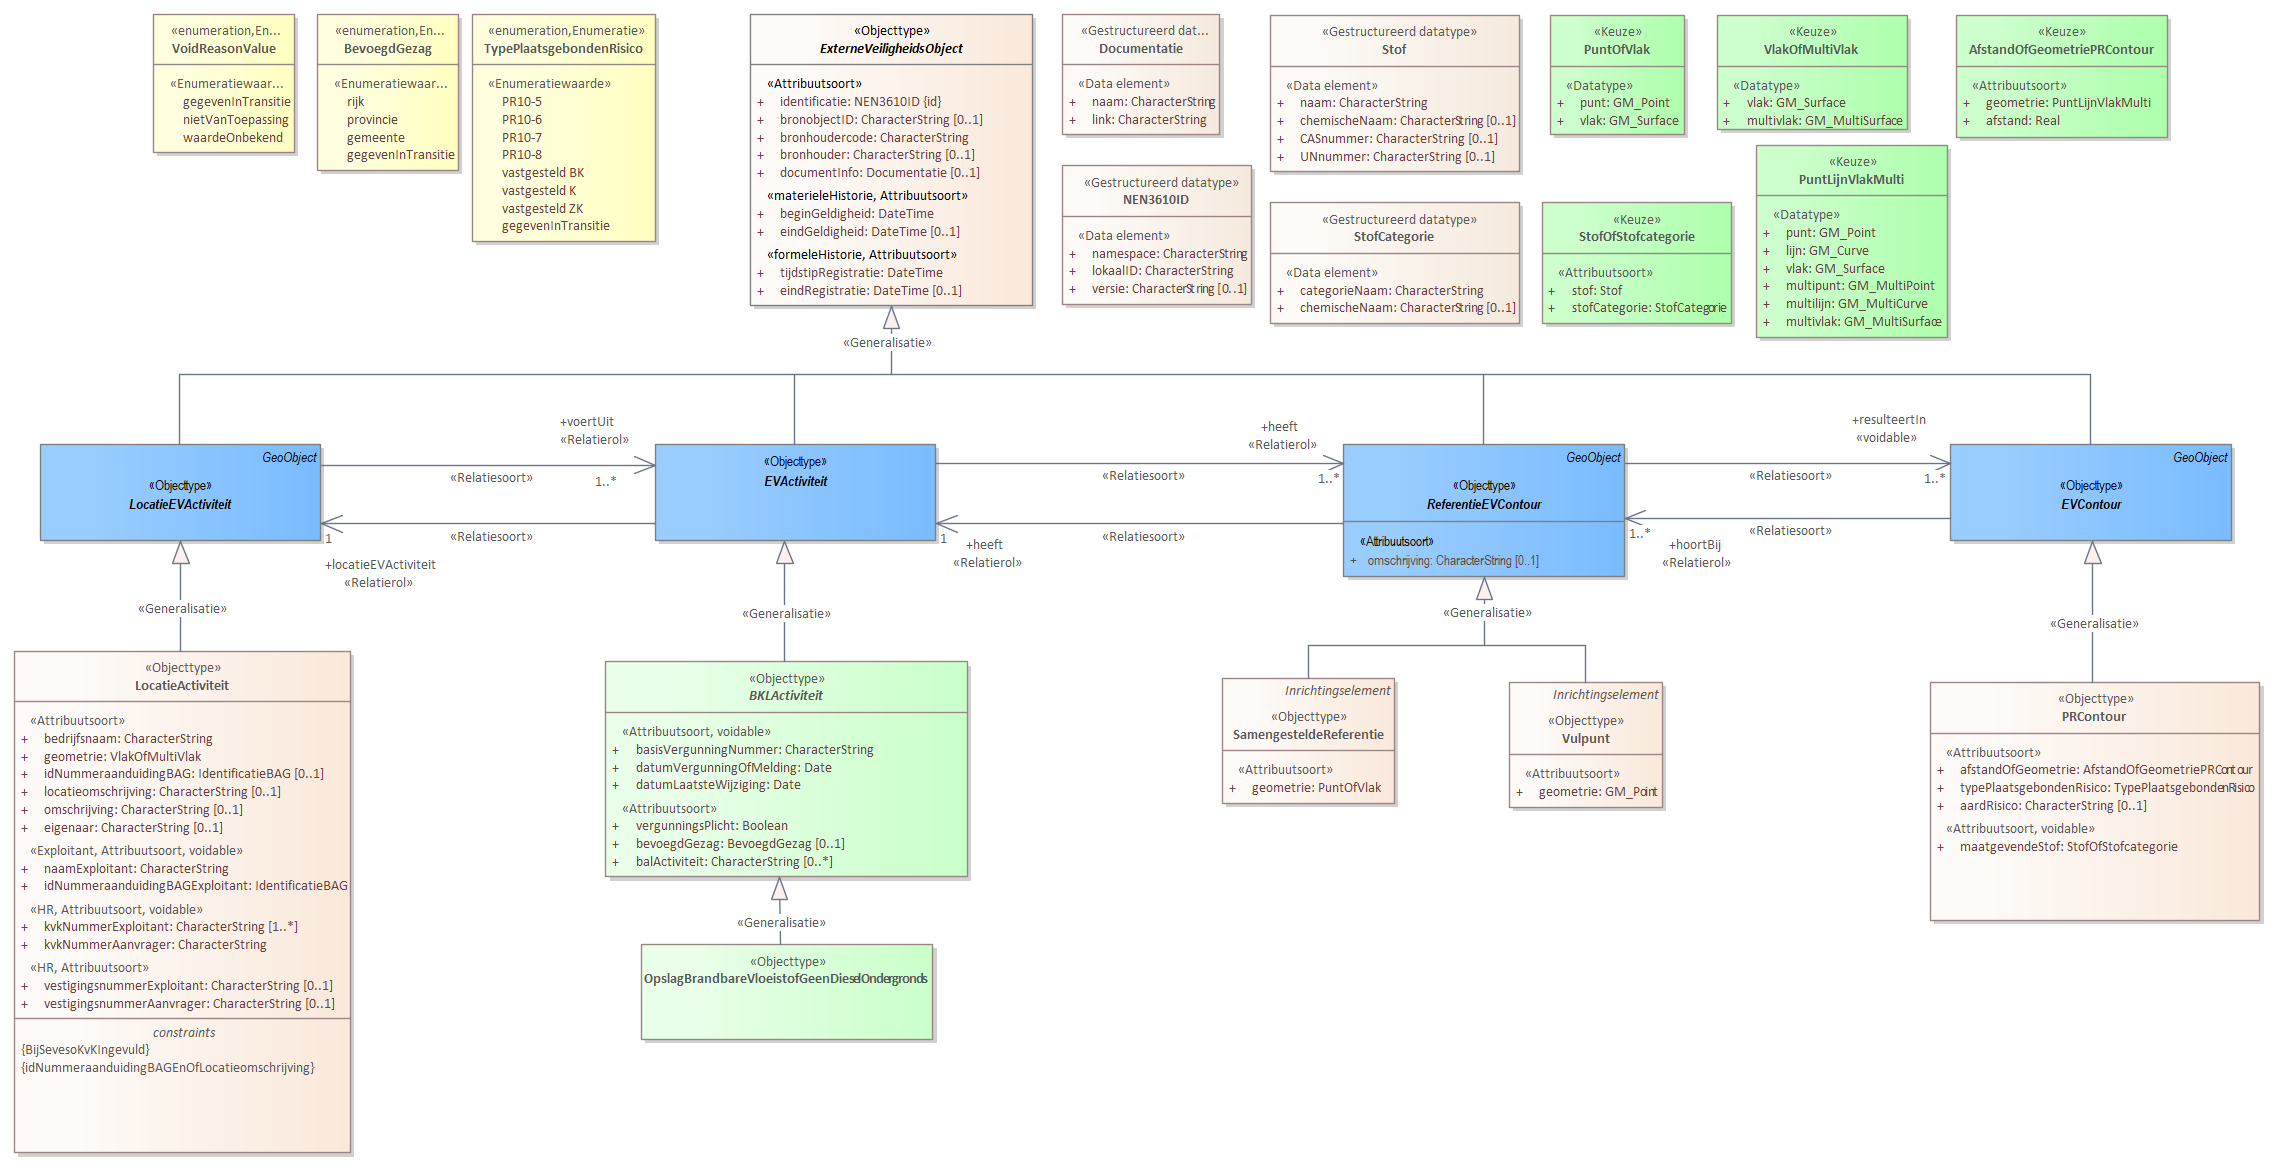 «enumeration,En...
VoidReasonValue
«Enumeratiewaar...
gegevenInTransitie
nietVanToepassing
waardeOnbekend
«enumeration,En...
BevoegdGezag
«Enumeratiewaar...
rijk
provincie
gemeente
gegevenInTransitie
«enumeration,Enumeratie»
TypePlaatsgebondenRisico
«Enumeratiewaarde»
PR10-5
PR10-6
PR10-7
PR10-8
vastgesteld BK
vastgesteld K
vastgesteld ZK
gegevenInTransitie
«Objecttype»
ExterneVeiligheidsObject
«Attribuutsoort»
+ identificatie: NEN3610ID {id}
+ bronobjectID: CharacterString [0..1]
+ bronhoudercode: CharacterString
+ bronhouder: CharacterString [0..1]
+ documentInfo: Documentatie [0..1]
«materieleHistorie, Attribuutsoort»
+ beginGeldigheid: DateTime
+ eindGeldigheid: DateTime [0..1]
«formeleHistorie, Attribuutsoort»
+ tijdstipRegistratie: DateTime
+ eindRegistratie: DateTime [0..1]
«Gestructureerd dat...
Documentatie
«Data element»
+ naam: CharacterString
+ link: CharacterString
«Gestructureerd datatype»
NEN3610ID
«Data element»
+ namespace: CharacterString
+ lokaalID: CharacterString
+ versie: CharacterString [0..1]
«Gestructureerd datatype»
Stof
«Data element»
+ naam: CharacterString
+ chemischeNaam: CharacterString [0..1]
+ CASnummer: CharacterString [0..1]
+ UNnummer: CharacterString [0..1]
«Gestructureerd datatype»
StofCategorie
«Data element»
+ categorieNaam: CharacterString
+ chemischeNaam: CharacterString [0..1]
«Keuze»
PuntOfVlak
«Datatype»
+ punt: GM_Point
+ vlak: GM_Surface
«Keuze»
VlakOfMultiVlak
«Datatype»
+ vlak: GM_Surface
+ multivlak: GM_MultiSurface
«Keuze»
AfstandOfGeometriePRContour
«Attribuutsoort»
+ geometrie: PuntLijnVlakMulti
+ afstand: Real
«Keuze»
StofOfStofcategorie
«Attribuutsoort»
+ stof: Stof
+ stofCategorie: StofCategorie
«Keuze»
PuntLijnVlakMulti
«Datatype»
+ punt: GM_Point
+ lijn: GM_Curve
+ vlak: GM_Surface
+ multipunt: GM_MultiPoint
+ multilijn: GM_MultiCurve
+ multivlak: GM_MultiSurface
«Generalisatie»
GeoObject
«Objecttype»
LocatieEVActiviteit
+voertUit
«Relatierol»
«Relatiesoort»
1..*
«Relatiesoort»
1
+locatieEVActiviteit
«Relatierol»
«Objecttype»
EVActiviteit
+heeft
«Relatierol»
«Relatiesoort»
1..*
«Relatiesoort»
1
+heeft
«Relatierol»
GeoObject
«Objecttype»
ReferentieEVContour
«Attribuutsoort»
+ omschrijving: CharacterString [0..1]
+resulteertIn
«voidable»
«Relatiesoort»
1..*
«Relatiesoort»
1..*
+hoortBij
«Relatierol»
GeoObject
«Objecttype»
EVContour
«Generalisatie»
«Generalisatie»
«Generalisatie»
«Generalisatie»
«Objecttype»
LocatieActiviteit
«Attribuutsoort»
+ bedrijfsnaam: CharacterString
+ geometrie: VlakOfMultiVlak
+ idNummeraanduidingBAG: IdentificatieBAG [0..1]
+ locatieomschrijving: CharacterString [0..1]
+ omschrijving: CharacterString [0..1]
+ eigenaar: CharacterString [0..1]
«Exploitant, Attribuutsoort, voidable»
+ naamExploitant: CharacterString
+ idNummeraanduidingBAGExploitant: IdentificatieBAG
«HR, Attribuutsoort, voidable»
+ kvkNummerExploitant: CharacterString [1..*]
+ kvkNummerAanvrager: CharacterString
«HR, Attribuutsoort»
+ vestigingsnummerExploitant: CharacterString [0..1]
+ vestigingsnummerAanvrager: CharacterString [0..1]
constraints
{BijSevesoKvKIngevuld}
{idNummeraanduidingBAGEnOfLocatieomschrijving}
«Objecttype»
BKLActiviteit
«Attribuutsoort, voidable»
+ basisVergunningNummer: CharacterString
+ datumVergunningOfMelding: Date
+ datumLaatsteWijziging: Date
«Attribuutsoort»
+ vergunningsPlicht: Boolean
+ bevoegdGezag: BevoegdGezag [0..1]
+ balActiviteit: CharacterString [0..*]
«Generalisatie»
«Objecttype»
OpslagBrandbareVloeistofGeenDieselOndergronds
Inrichtingselement
«Objecttype»
SamengesteldeReferentie
«Attribuutsoort»
+ geometrie: PuntOfVlak
Inrichtingselement
«Objecttype»
Vulpunt
«Attribuutsoort»
+ geometrie: GM_Point
«Objecttype»
PRContour
«Attribuutsoort»
+ afstandOfGeometrie: AfstandOfGeometriePRContour
+ typePlaatsgebondenRisico: TypePlaatsgebondenRisico
+ aardRisico: CharacterString [0..1]
«Attribuutsoort, voidable»
+ maatgevendeStof: StofOfStofcategorie